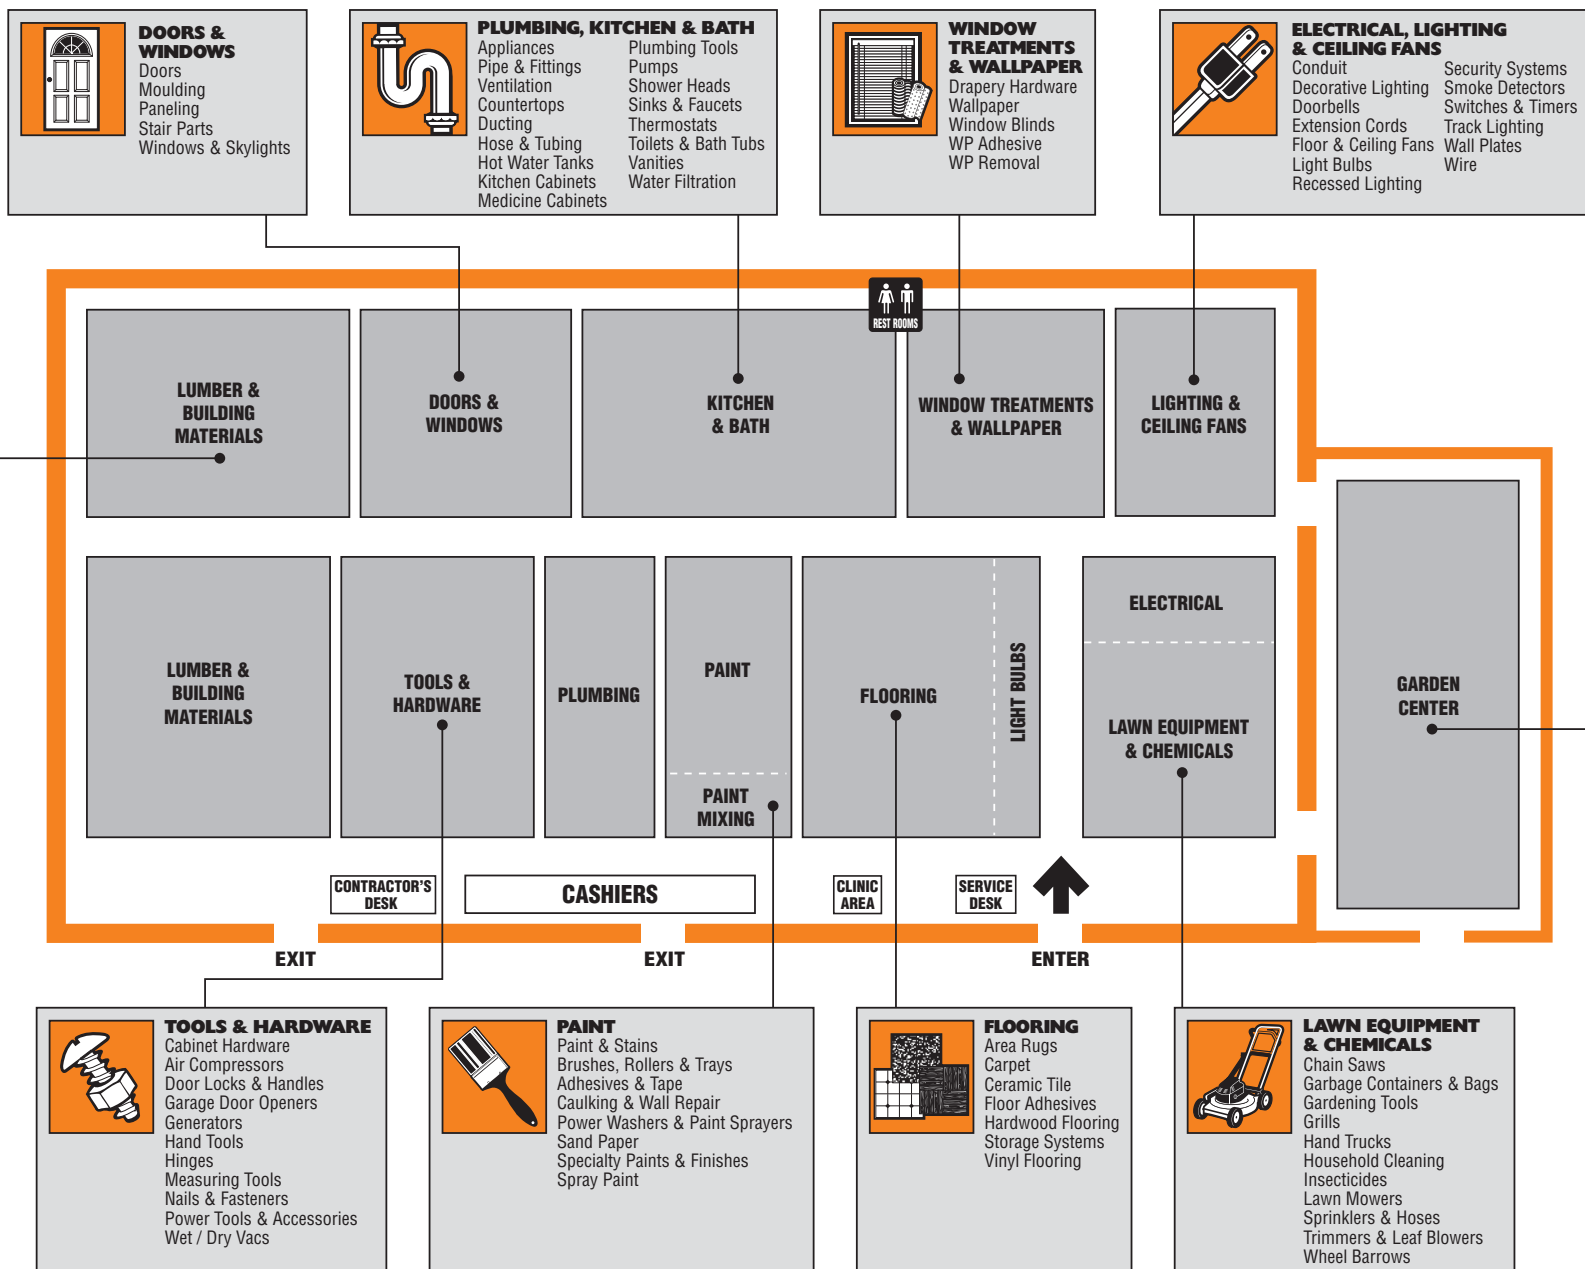 DOORS &
WINDOWS
Doors
Moulding
Paneling
Stair Parts
Windows & Skylights
PLUMBING, KITCHEN & BATH
Appliances
Pipe & Fittings
Ventilation
Countertops
Ducting
Hose & Tubing
Hot Water Tanks
Kitchen Cabinets
Medicine Cabinets
Plumbing Tools
Pumps
Shower Heads
Sinks & Faucets
Thermostats
Toilets & Bath Tubs
Vanities
Water Filtration
WINDOW
TREATMENTS
& WALLPAPER
Drapery Hardware
Wallpaper
Window Blinds
WP Adhesive
WP Removal
ELECTRICAL, LIGHTING
& CEILING FANS
Conduit
Decorative Lighting
Doorbells
Extension Cords
Floor & Ceiling Fans
Light Bulbs
Recessed Lighting
Security Systems
Smoke Detectors
Switches & Timers
Track Lighting
Wall Plates
Wire
REST ROOMS
LUMBER &
BUILDING
MATERIALS
DOORS &
WINDOWS
KITCHEN
& BATH
WINDOW TREATMENTS
& WALLPAPER
LIGHTING &
CEILING FANS
LUMBER &
BUILDING
MATERIALS
TOOLS &
HARDWARE
PLUMBING
PAINT
PAINT
MIXING
FLOORING
LIGHT BULBS
ELECTRICAL
LAWN EQUIPMENT
& CHEMICALS
GARDEN
CENTER
CONTRACTOR'S
DESK
CASHIERS
CLINIC
AREA
SERVICE
DESK
EXIT
EXIT
ENTER
TOOLS & HARDWARE
Cabinet Hardware
Air Compressors
Door Locks & Handles
Garage Door Openers
Generators
Hand Tools
Hinges
Measuring Tools
Nails & Fasteners
Power Tools & Accessories
Wet / Dry Vacs
PAINT
Paint & Stains
Brushes, Rollers & Trays
Adhesives & Tape
Caulking & Wall Repair
Power Washers & Paint Sprayers
Sand Paper
Specialty Paints & Finishes
Spray Paint
FLOORING
Area Rugs
Carpet
Ceramic Tile
Floor Adhesives
Hardwood Flooring
Storage Systems
Vinyl Flooring
LAWN EQUIPMENT
& CHEMICALS
Chain Saws
Garbage Containers & Bags
Gardening Tools
Grills
Hand Trucks
Household Cleaning
Insecticides
Lawn Mowers
Sprinklers & Hoses
Trimmers & Leaf Blowers
Wheel Barrows